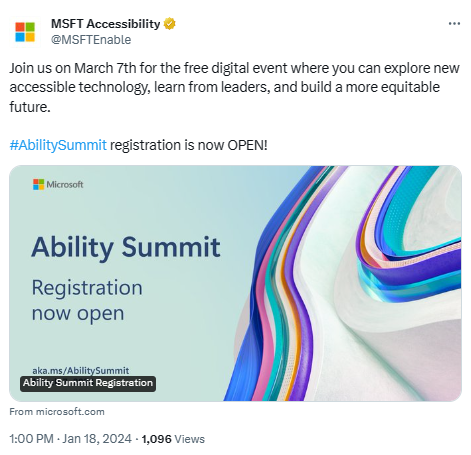 MSFT Accessibility
@MSFTEnable
Join us on March 7th for the free digital event where you can explore new
accessible technology, learn from leaders, and build a more equitable
future.
#AbilitySummit registration is now OPEN!
Microsoft
Ability Summit
Registration
now open
aka.ms/AbilitySummit
Ability Summit Registration
From microsoft.com
1:00 PM · Jan 18, 2024 · 1,096 Views